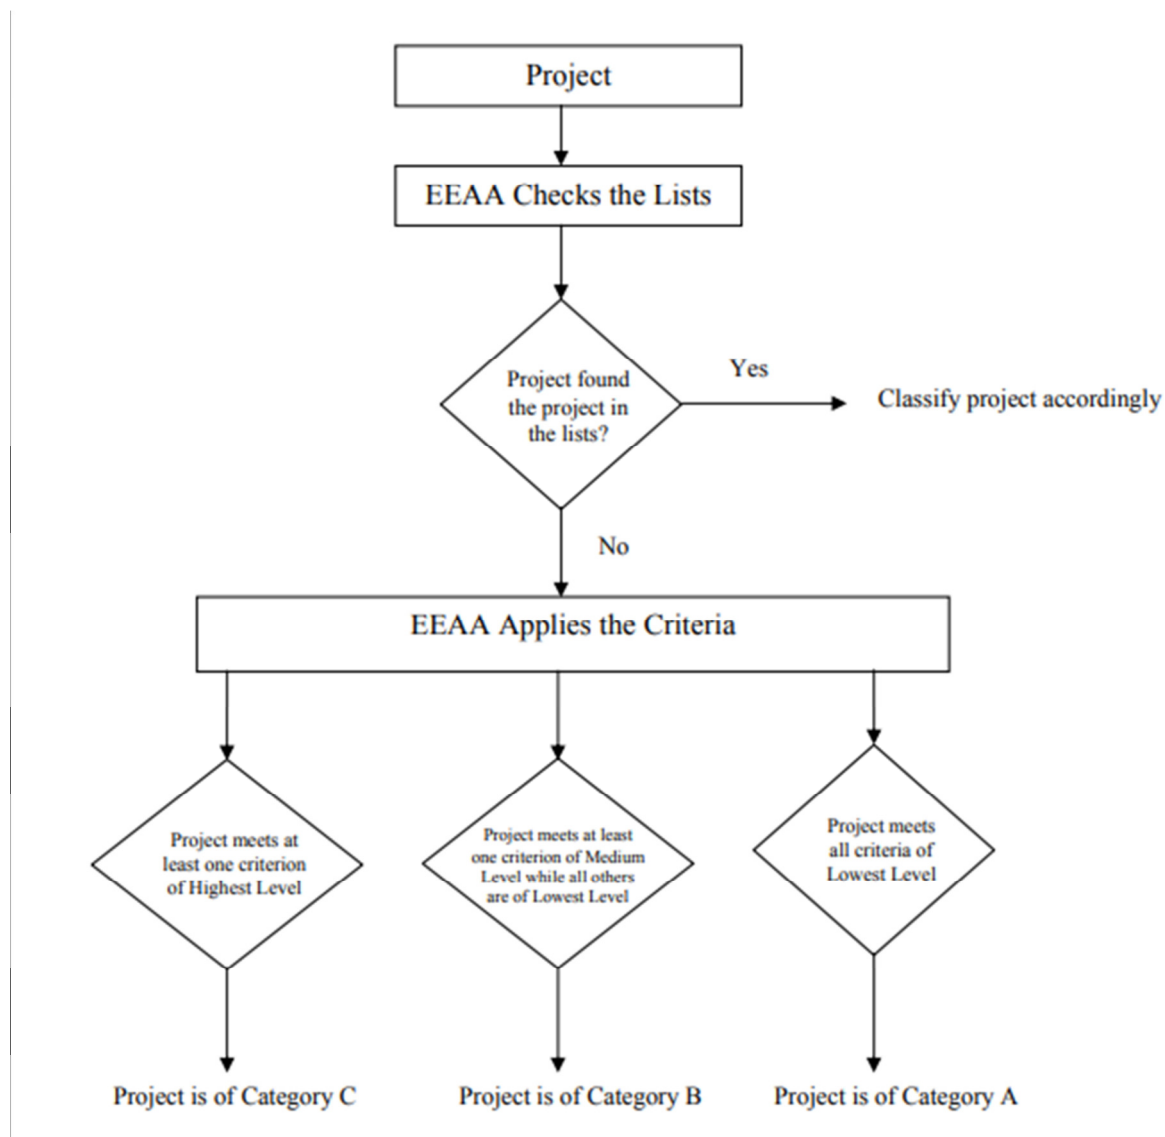 Project
EEAA Checks the Lists
Project found
the project in
the lists?
Yes
Classify project accordingly
No
EEAA Applies the Criteria
Project meets at
least one criterion
of Highest Level
Project meets at least
one criterion of Medium
Level while all others
are of Lowest Level
Project meets
all criteria of
Lowest Level
Project is of Category C
Project is of Category B
Project is of Category A